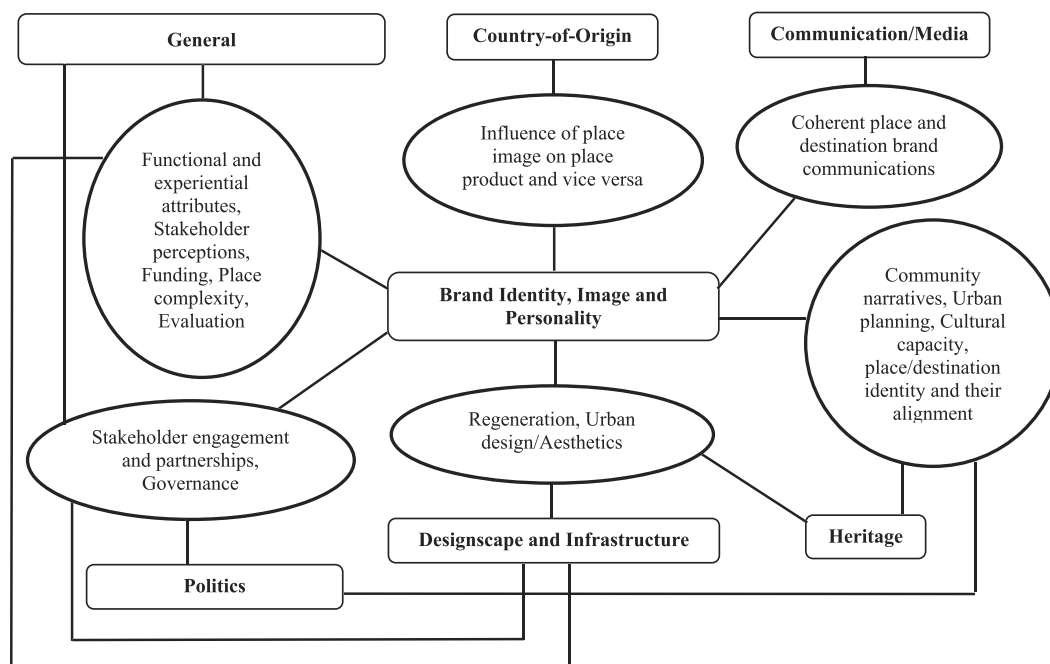 General
Country-of-Origin
Communication/Media
Functional and
experiential
attributes,
Stakeholder
perceptions,
Funding, Place
complexity,
Evaluation
Influence of place
image on place
product and vice versa
Coherent place and
destination brand
communications
Brand Identity, Image and
Personality
Community
narratives, Urban
planning, Cultural
capacity,
place/destination
identity and their
alignment
Stakeholder engagement
and partnerships,
Governance
Regeneration, Urban
design/Aesthetics
Designscape and Infrastructure
Heritage
Politics